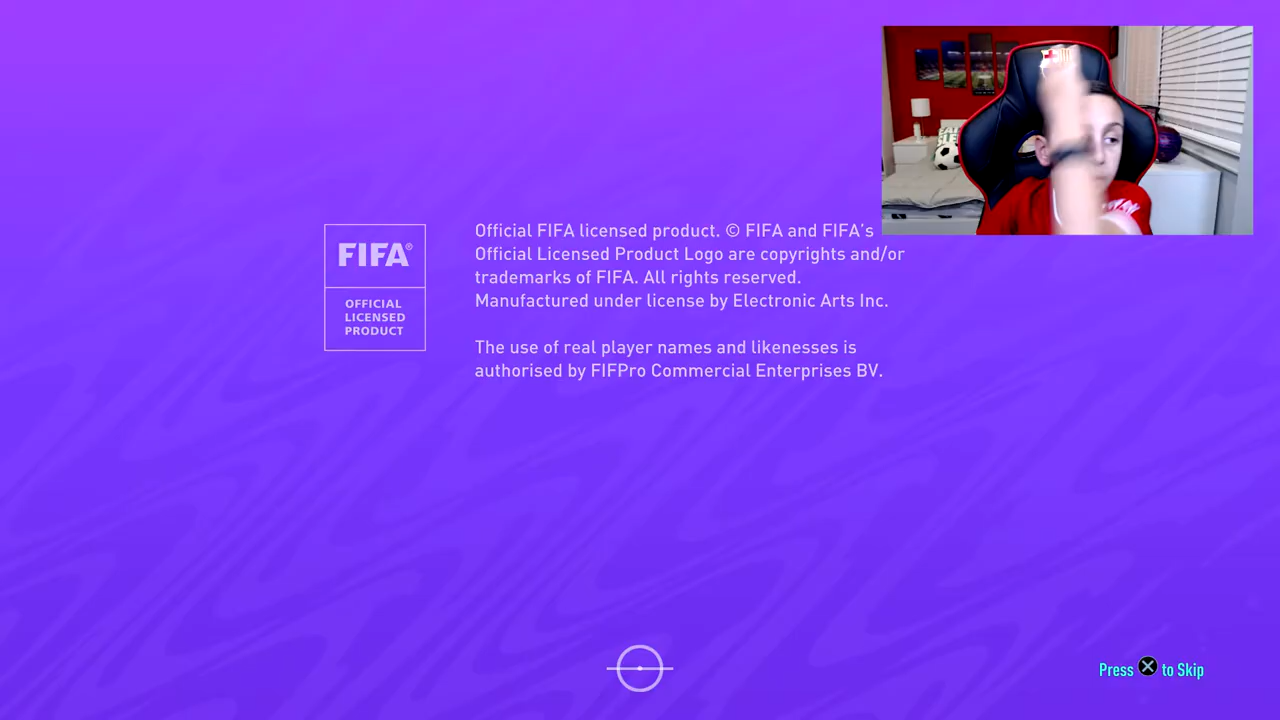 FIFA®
OFFICIAL
LICENSED
PRODUCT
Official FIFA licensed product. © FIFA and FIFA's
Official Licensed Product Logo are copyrights and/or
trademarks of FIFA. All rights reserved.
Manufactured under license by Electronic Arts Inc.
The use of real player names and likenesses is
authorised by FIFPro Commercial Enterprises BV.
Press to Skip